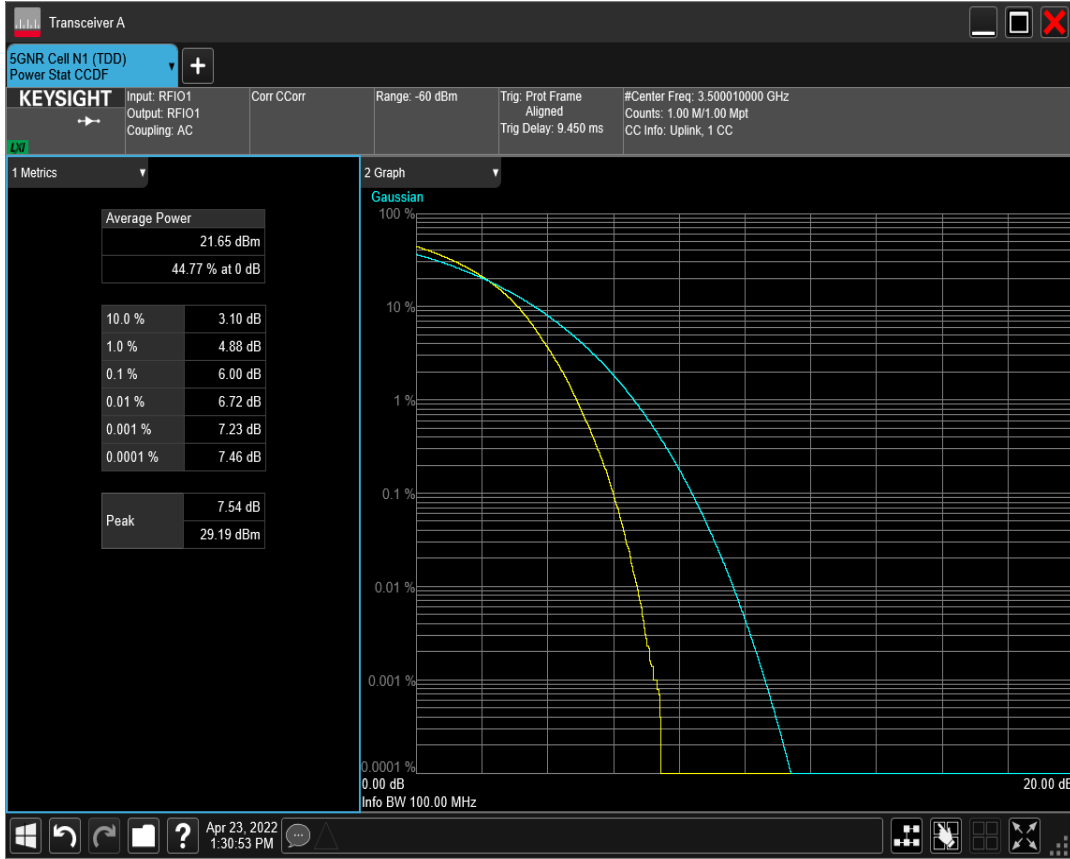 Transceiver A
5GNR Cell N1 (TDD)
Power Stat CCDF
+
KEYSIGHT
LXI
Input: RFIO1
Output: RFIO1
Coupling: AC
Corr CCorr
Range: -60 dBm
Trig: Prot Frame
Aligned
Trig Delay: 9.450 ms
#Center Freq: 3.500010000 GHz
Counts: 1.00 M/1.00 Mpt
CC Info: Uplink, 1 CC
1 Metrics
Average Power
21.65 dBm
44.77 % at 0 dB
10.0 % 3.10 dB
1.0 % 4.88 dB
0.1 % 6.00 dB
0.01 % 6.72 dB
0.001 % 7.23 dB
0.0001 % 7.46 dB
Peak 7.54 dB
29.19 dBm
2 Graph
Gaussian
100 %
10 %
1 %
0.1 %
0.01 %
0.001 %
0.0001 %
0.00 dB 20.00 dB
Info BW 100.00 MHz
?
Apr 23, 2022
1:30:53 PM